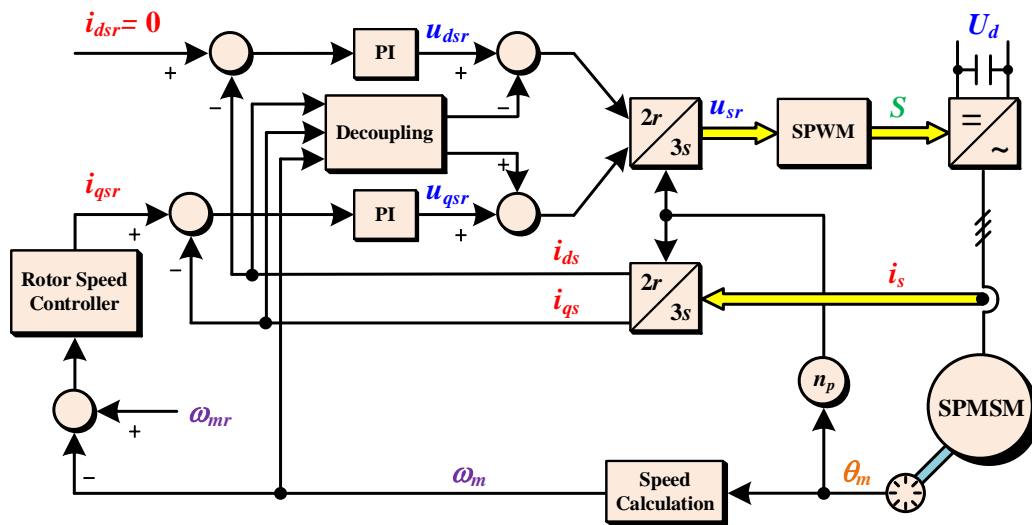 i_dsr = 0
+
−
PI
u_dsr
+
−
U_d
Decoupling
2r
3s
u_sr
SPWM
S
=
~
+
i_qsr
+
−
PI
u_qsr
+
i_ds
i_qs
2r
3s
i_s
Rotor Speed
Controller
n_p
SPMSM
ω_mr
+
−
ω_m
Speed
Calculation
θ_m